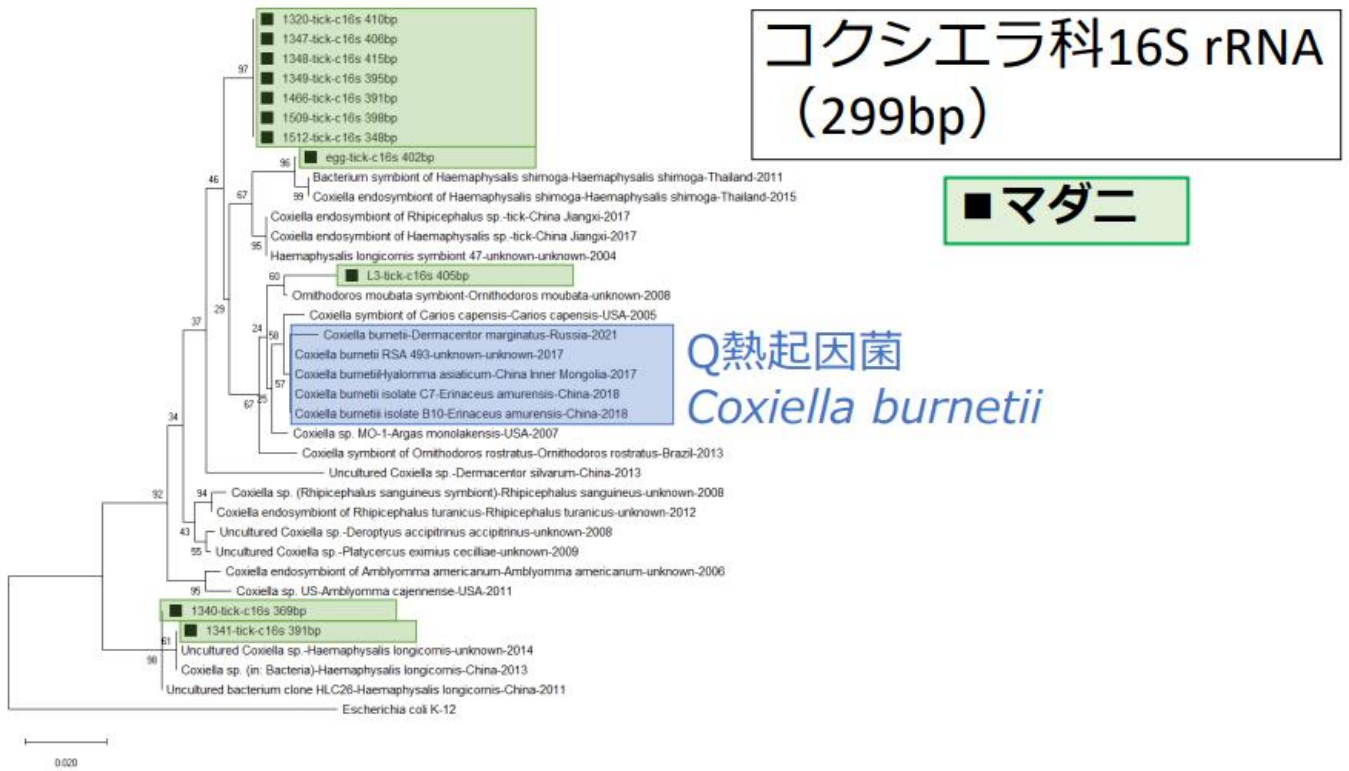 1320-tick-c16s 410bp
1347-tick-c16s 406bp
1348-tick-c16s 415bp
1349-tick-c16s 395bp
1466-tick-c16s 391bp
1509-tick-c16s 398bp
1512-tick-c16s 348bp
egg-tick-c16s 402bp
Bacterium symbiont of Haemaphysalis shimoga-Haemaphysalis shimoga-Thailand-2011
Coxiella endosymbiont of Haemaphysalis shimoga-Haemaphysalis shimoga-Thailand-2015
Coxiella endosymbiont of Rhipicephalus sp.-tick-China Jiangxi-2017
Coxiella endosymbiont of Haemaphysalis sp.-tick-China Jiangxi-2017
Haemaphysalis longicornis symbiont 47-unknown-unknown-2004
L3-tick-c16s 405bp
Ornithodoros moubata symbiont-Ornithodoros moubata-unknown-2008
Coxiella symbiont of Carios capensis-Carios capensis-USA-2005
Coxiella burnetii-Dermacentor marginatus-Russia-2021
Coxiella burnetii RSA 493-unknown-unknown-2017
Coxiella burnetiiHyalomma asiaticum-China Inner Mongolia-2017
Coxiella burnetii isolate C7-Erinaceus amurensis-China-2018
Coxiella burnetii isolate B10-Erinaceus amurensis-China-2018
Coxiella sp. MO-1-Argas monolakensis-USA-2007
Coxiella symbiont of Ornithodoros rostratus-Ornithodoros rostratus-Brazil-2013
Uncultured Coxiella sp.-Dermacentor silvarum-China-2013
Coxiella sp. (Rhipicephalus sanguineus symbiont)-Rhipicephalus sanguineus-unknown-2008
Coxiella endosymbiont of Rhipicephalus turanicus-Rhipicephalus turanicus-unknown-2012
Uncultured Coxiella sp.-Deroptyus accipitrinus accipitrinus-unknown-2008
Uncultured Coxiella sp.-Platycercus eximius ceciliae-unknown-2009
Coxiella endosymbiont of Amblyomma americanum-Amblyomma americanum-unknown-2006
Coxiella sp. US-Amblyomma cajennense-USA-2011
1340-tick-c16s 369bp
1341-tick-c16s 391bp
Uncultured Coxiella sp.-Haemaphysalis longicornis-unknown-2014
Coxiella sp. (in: Bacteria)-Haemaphysalis longicornis-China-2013
Uncultured bacterium clone HLC26-Haemaphysalis longicornis-China-2011
Escherichia coli K-12
97
96
99
46
67
95
60
29
24
58
37
57
67
25
34
94
92
43
55
95
61
90
0.020
コクシエラ科16S rRNA
（299bp）
■マダニ
Q熱起因菌
Coxiella burnetii